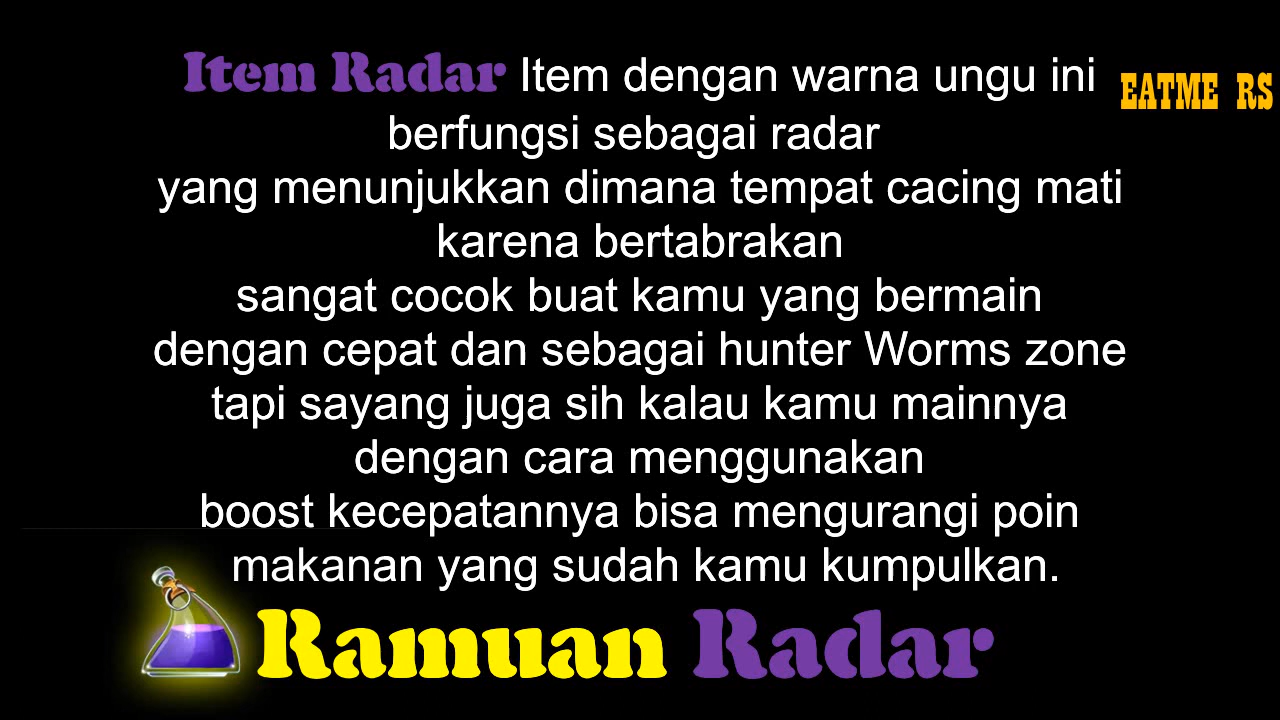 Item Radar Item dengan warna ungu ini
EATME RS
berfungsi sebagai radar
yang menunjukkan dimana tempat cacing mati
karena bertabrakan
sangat cocok buat kamu yang bermain
dengan cepat dan sebagai hunter Worms zone
tapi sayang juga sih kalau kamu mainnya
dengan cara menggunakan
boost kecepatannya bisa mengurangi poin
makanan yang sudah kamu kumpulkan.
Ramuan Radar